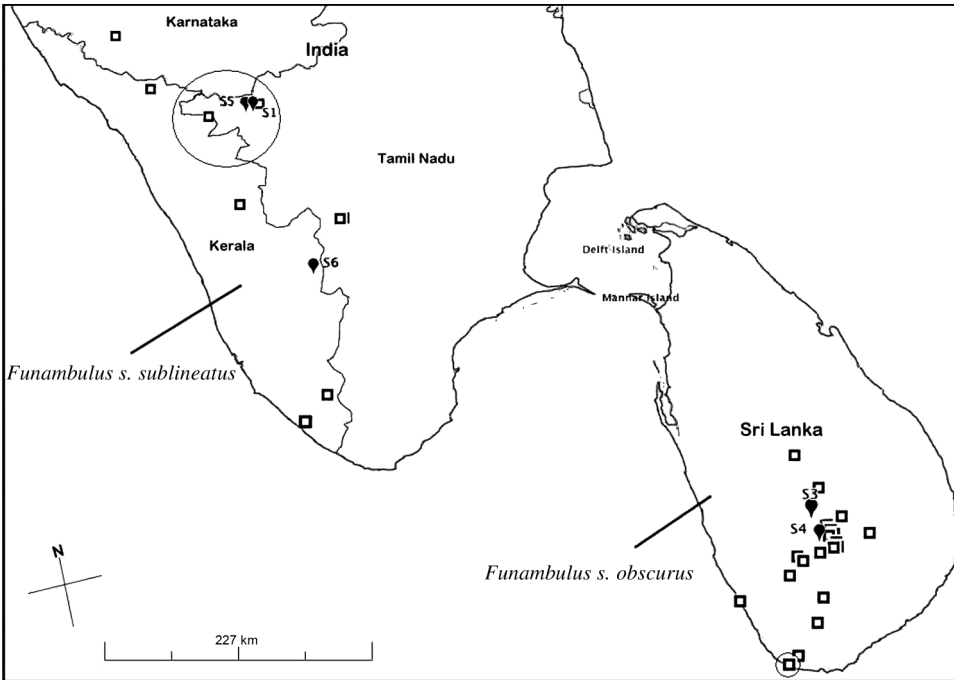 Karnataka
India
S5
S1
Tamil Nadu
Kerala
S6
Delft Island
Mannar Island
Funambulus s. sublineatus
Sri Lanka
S3
S4
Funambulus s. obscurus
N
227 km